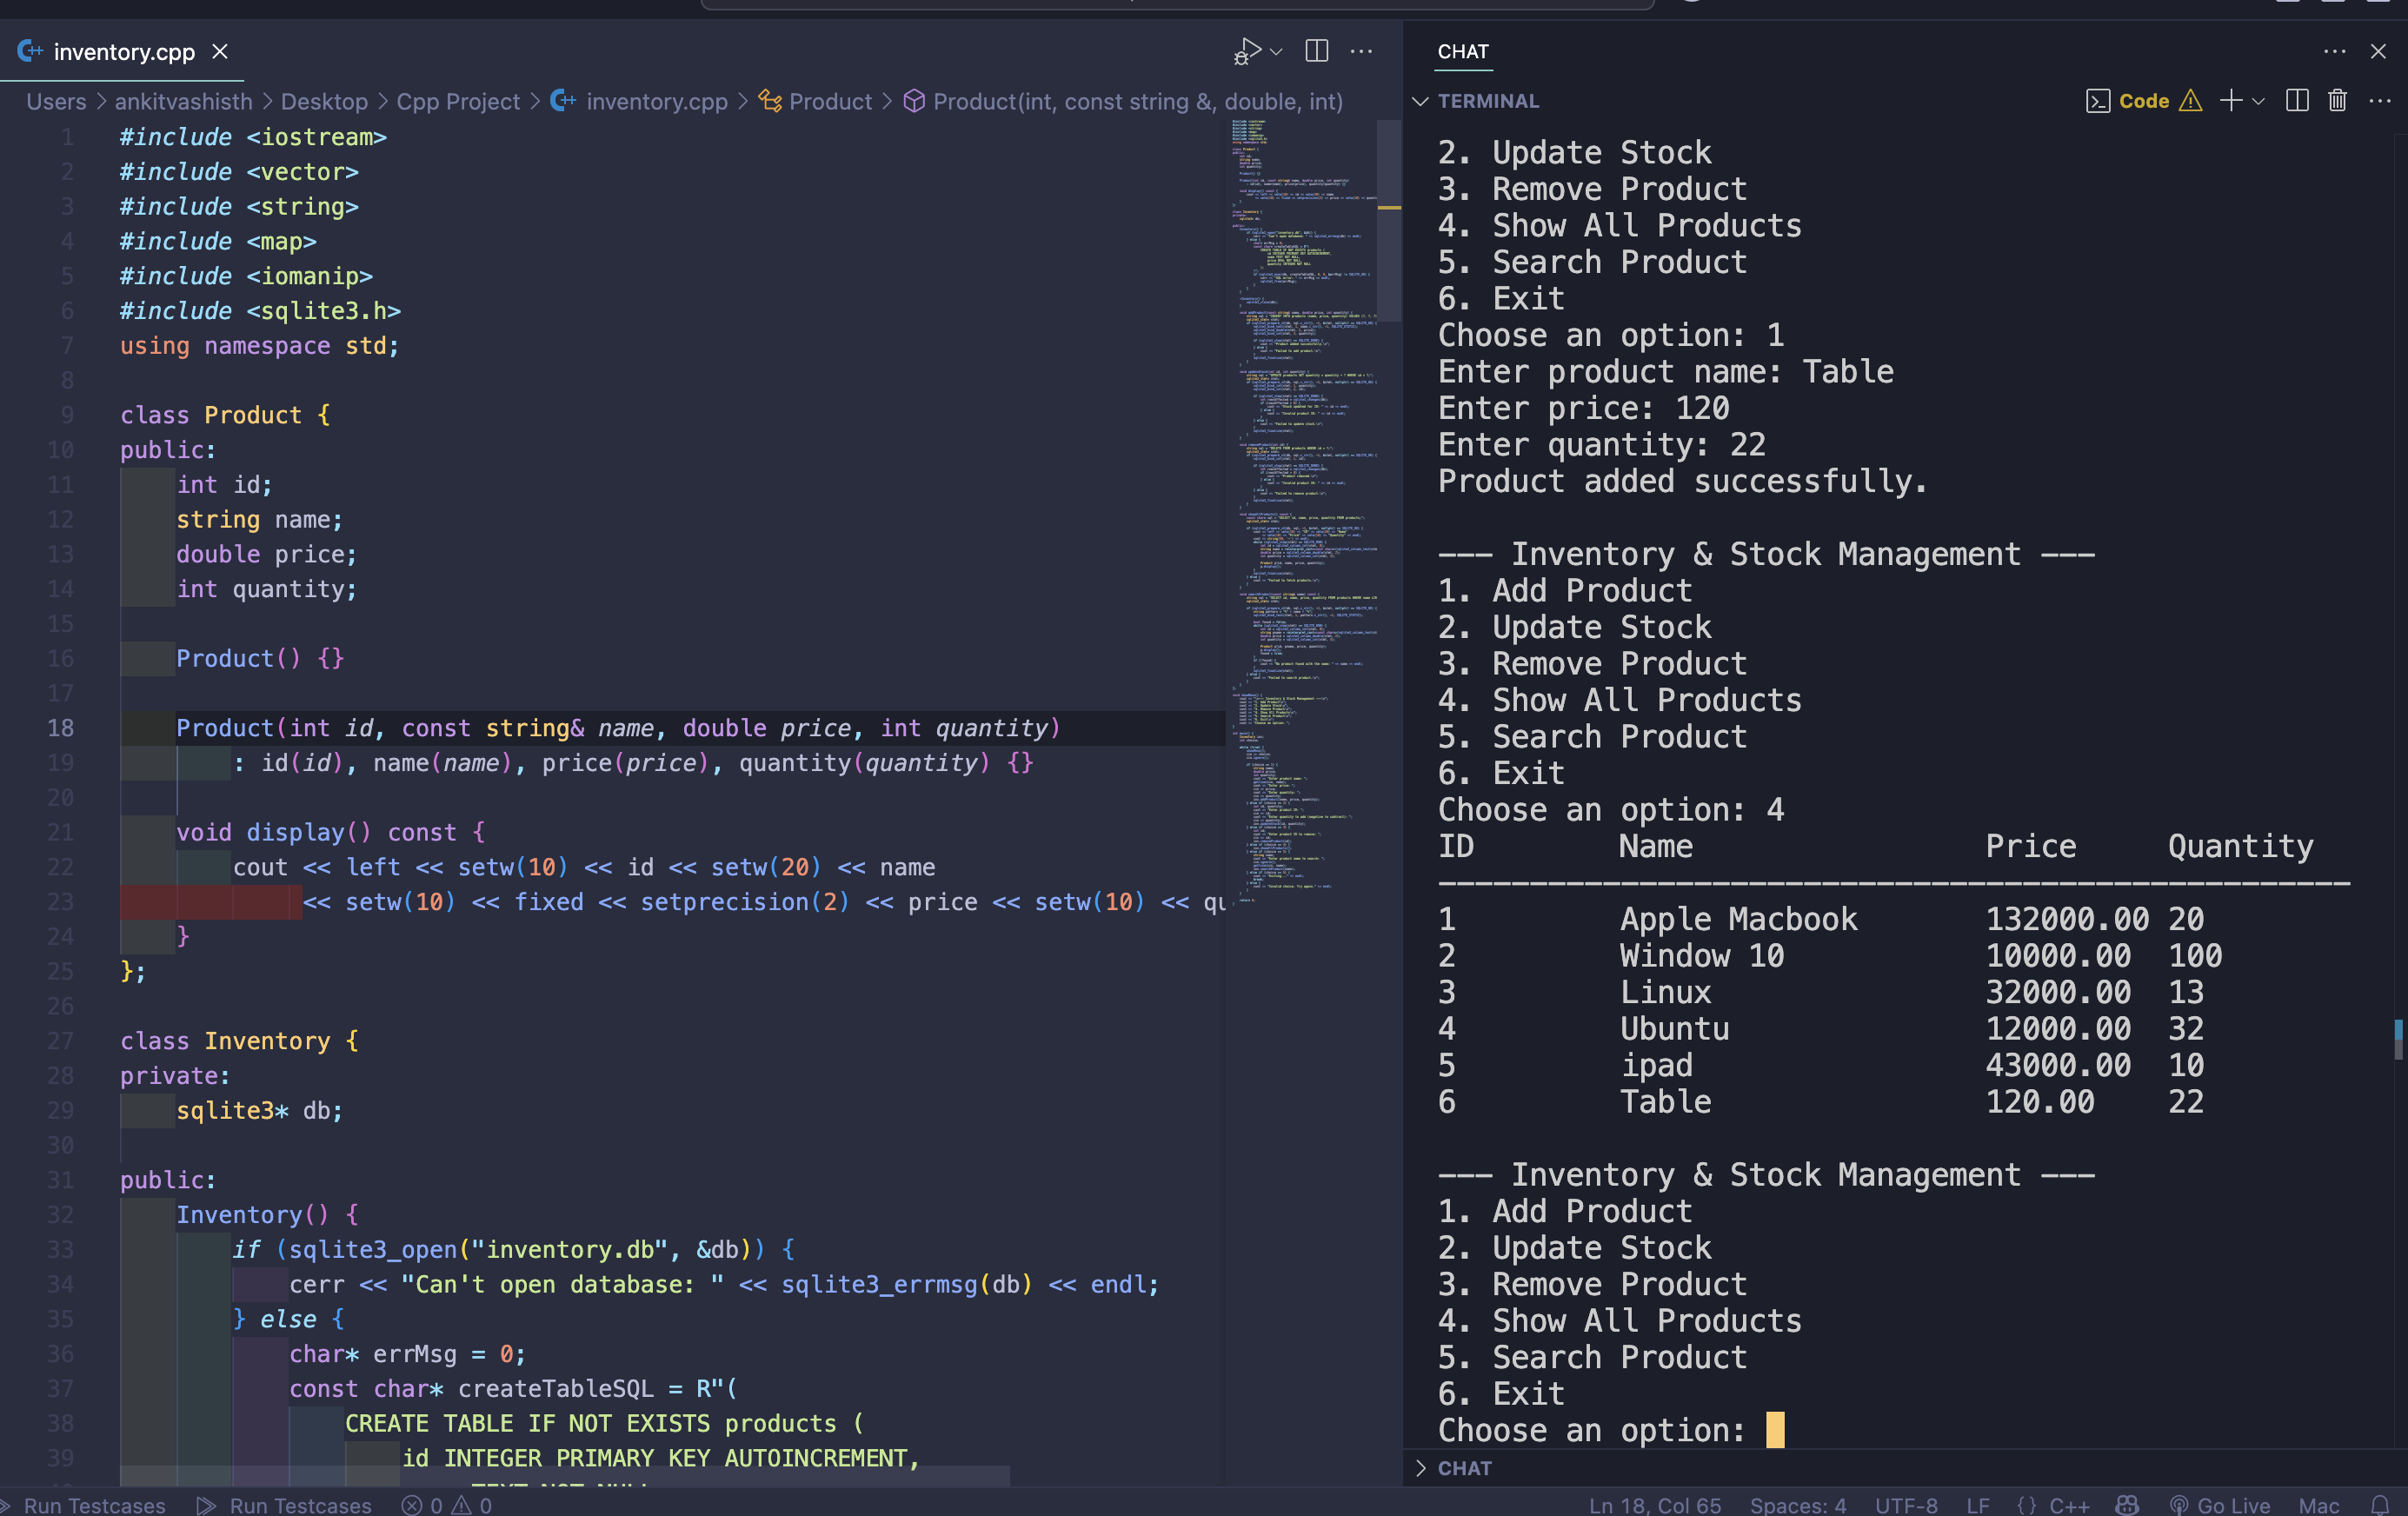 inventory.cpp
Users > ankitvashisth > Desktop > Cpp Project > inventory.cpp > Product > Product(int, const string &, double, int)
1 #include <iostream>
2 #include <vector>
3 #include <string>
4 #include <map>
5 #include <iomanip>
6 #include <sqlite3.h>
7 using namespace std;
8
9 class Product {
10 public:
11 int id;
12 string name;
13 double price;
14 int quantity;
15
16 Product() {}
17
18 Product(int id, const string& name, double price, int quantity)
19 : id(id), name(name), price(price), quantity(quantity) {}
20
21 void display() const {
22 cout << left << setw(10) << id << setw(20) << name
23 << setw(10) << fixed << setprecision(2) << price << setw(10) << qu
24 }
25 };
26
27 class Inventory {
28 private:
29 sqlite3* db;
30
31 public:
32 Inventory() {
33 if (sqlite3_open("inventory.db", &db)) {
34 cerr << "Can't open database: " << sqlite3_errmsg(db) << endl;
35 } else {
36 char* errMsg = 0;
37 const char* createTableSQL = R"(
38 CREATE TABLE IF NOT EXISTS products (
39 id INTEGER PRIMARY KEY AUTOINCREMENT,
CHAT
TERMINAL
Code
2. Update Stock
3. Remove Product
4. Show All Products
5. Search Product
6. Exit
Choose an option: 1
Enter product name: Table
Enter price: 120
Enter quantity: 22
Product added successfully.
--- Inventory & Stock Management ---
1. Add Product
2. Update Stock
3. Remove Product
4. Show All Products
5. Search Product
6. Exit
Choose an option: 4
ID Name Price Quantity
--------------------------------------------------
1 Apple Macbook 132000.00 20
2 Window 10 10000.00 100
3 Linux 32000.00 13
4 Ubuntu 12000.00 32
5 ipad 43000.00 10
6 Table 120.00 22
--- Inventory & Stock Management ---
1. Add Product
2. Update Stock
3. Remove Product
4. Show All Products
5. Search Product
6. Exit
Choose an option:
CHAT
Run Testcases Run Testcases 0 0 Ln 18, Col 65 Spaces: 4 UTF-8 LF {} C++ Go Live Mac